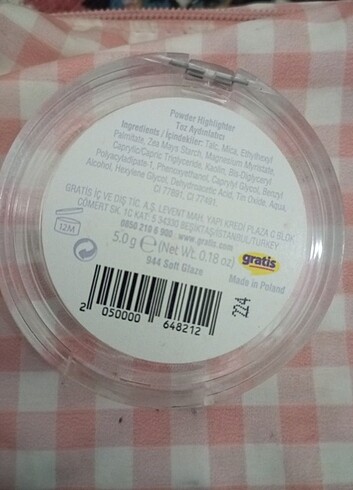 Powder Highlighter
Toz Aydınlatıcı
Ingredients / İçindekiler: Talc, Mica, Ethylhexyl
Palmitate, Zea Mays Starch, Magnesium Myristate,
Caprylic/Capric Triglyceride, Kaolin, Bis-Diglyceryl
Polyacyladipate 1, Phenoxyethanol, Caprylyl Glycol, Benzyl
Alcohol, Hexylene Glycol, Dehydroacetic Acid, Tin Oxide, Aqua,
CI 77891, CI 77491.
GRATIS İÇ VE DIŞ TİC. A.Ş. LEVENT MAH. YAPI KREDİ PLAZA C BLOK
CÖMERT SK. 1C KAT: 5 34330 BEŞİKTAŞ/İSTANBUL/TURKEY
0850 210 6 900 www.gratis.com
12M
5.0 g e (Net Wt. 0.18 oz)
gratis
944 Soft Glaze
Made in Poland
2 050000 648212
224